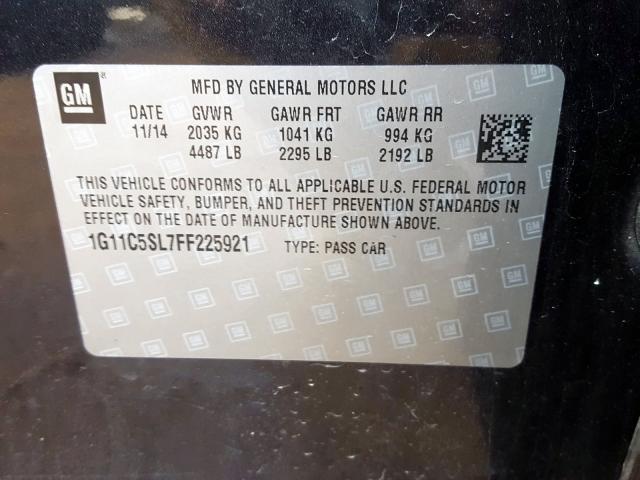 GM ® MFD BY GENERAL MOTORS LLC
DATE GVWR GAWR FRT GAWR RR
11/14 2035 KG 1041 KG 994 KG
4487 LB 2295 LB 2192 LB
THIS VEHICLE CONFORMS TO ALL APPLICABLE U.S. FEDERAL MOTOR
VEHICLE SAFETY, BUMPER, AND THEFT PREVENTION STANDARDS IN
EFFECT ON THE DATE OF MANUFACTURE SHOWN ABOVE.
1G11C5SL7FF225921 TYPE: PASS CAR